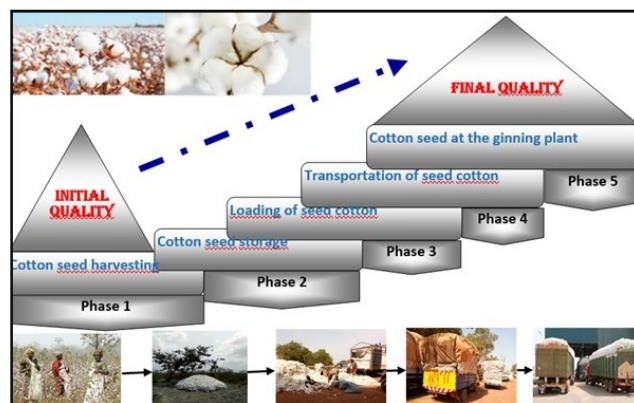 FINAL QUALITY
Cotton seed at the ginning plant
Transportation of seed cotton
Phase 5
INITIAL
QUALITY
Loading of seed cotton
Phase 4
Cotton seed storage
Phase 3
Cotton seed harvesting
Phase 2
Phase 1